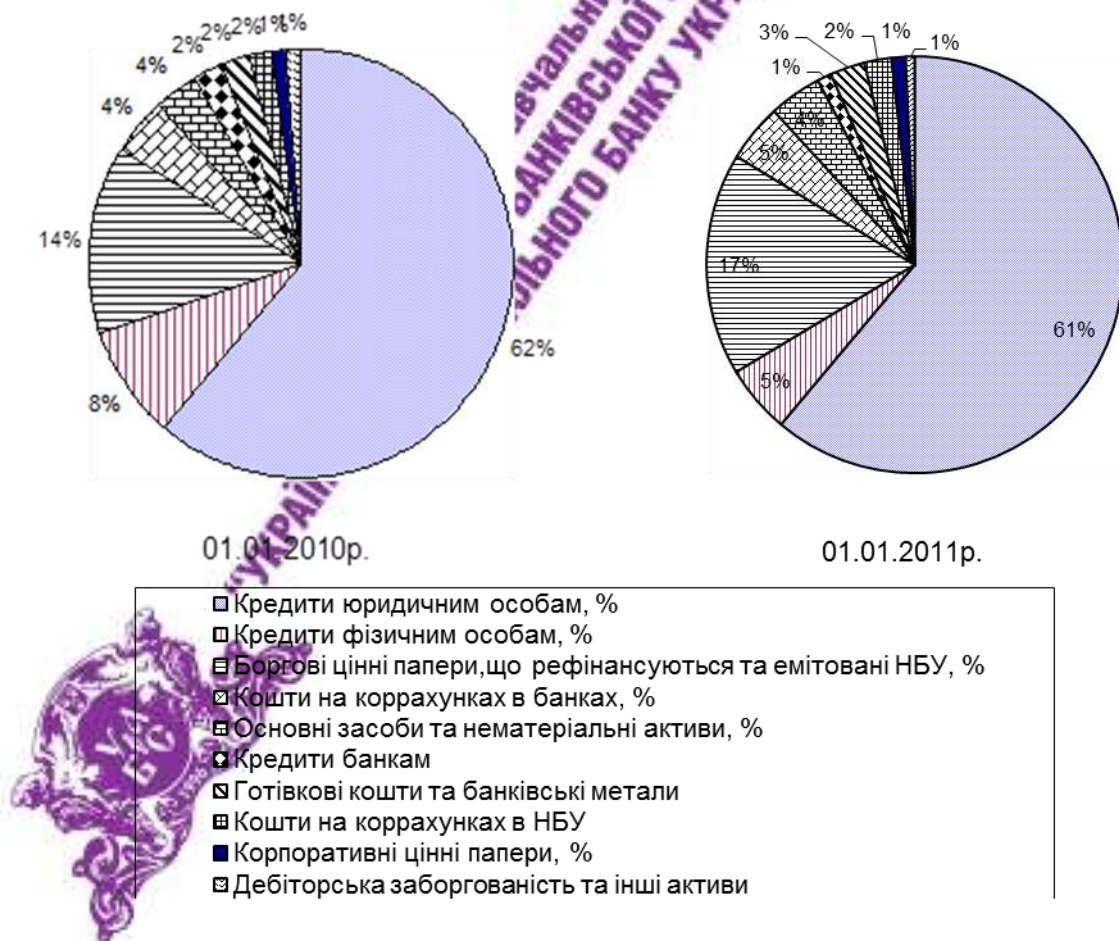 2% 2% 2% 1% 1%
4%
4%
14%
8%
62%
3% 2% 1% 1%
1%
4%
5%
17%
5%
61%
БАНКІВСЬКОЇ
БАНКУ
01.01.2010р.
01.01.2011р.
Кредити юридичним особам, %
Кредити фізичним особам, %
Боргові цінні папери,що рефінансуються та емітовані НБУ, %
Кошти на коррахунках в банках, %
Основні засоби та нематеріальні активи, %
Кредити банкам
Готівкові кошти та банківські метали
Кошти на коррахунках в НБУ
Корпоративні цінні папери, %
Дебіторська заборгованість та інші активи